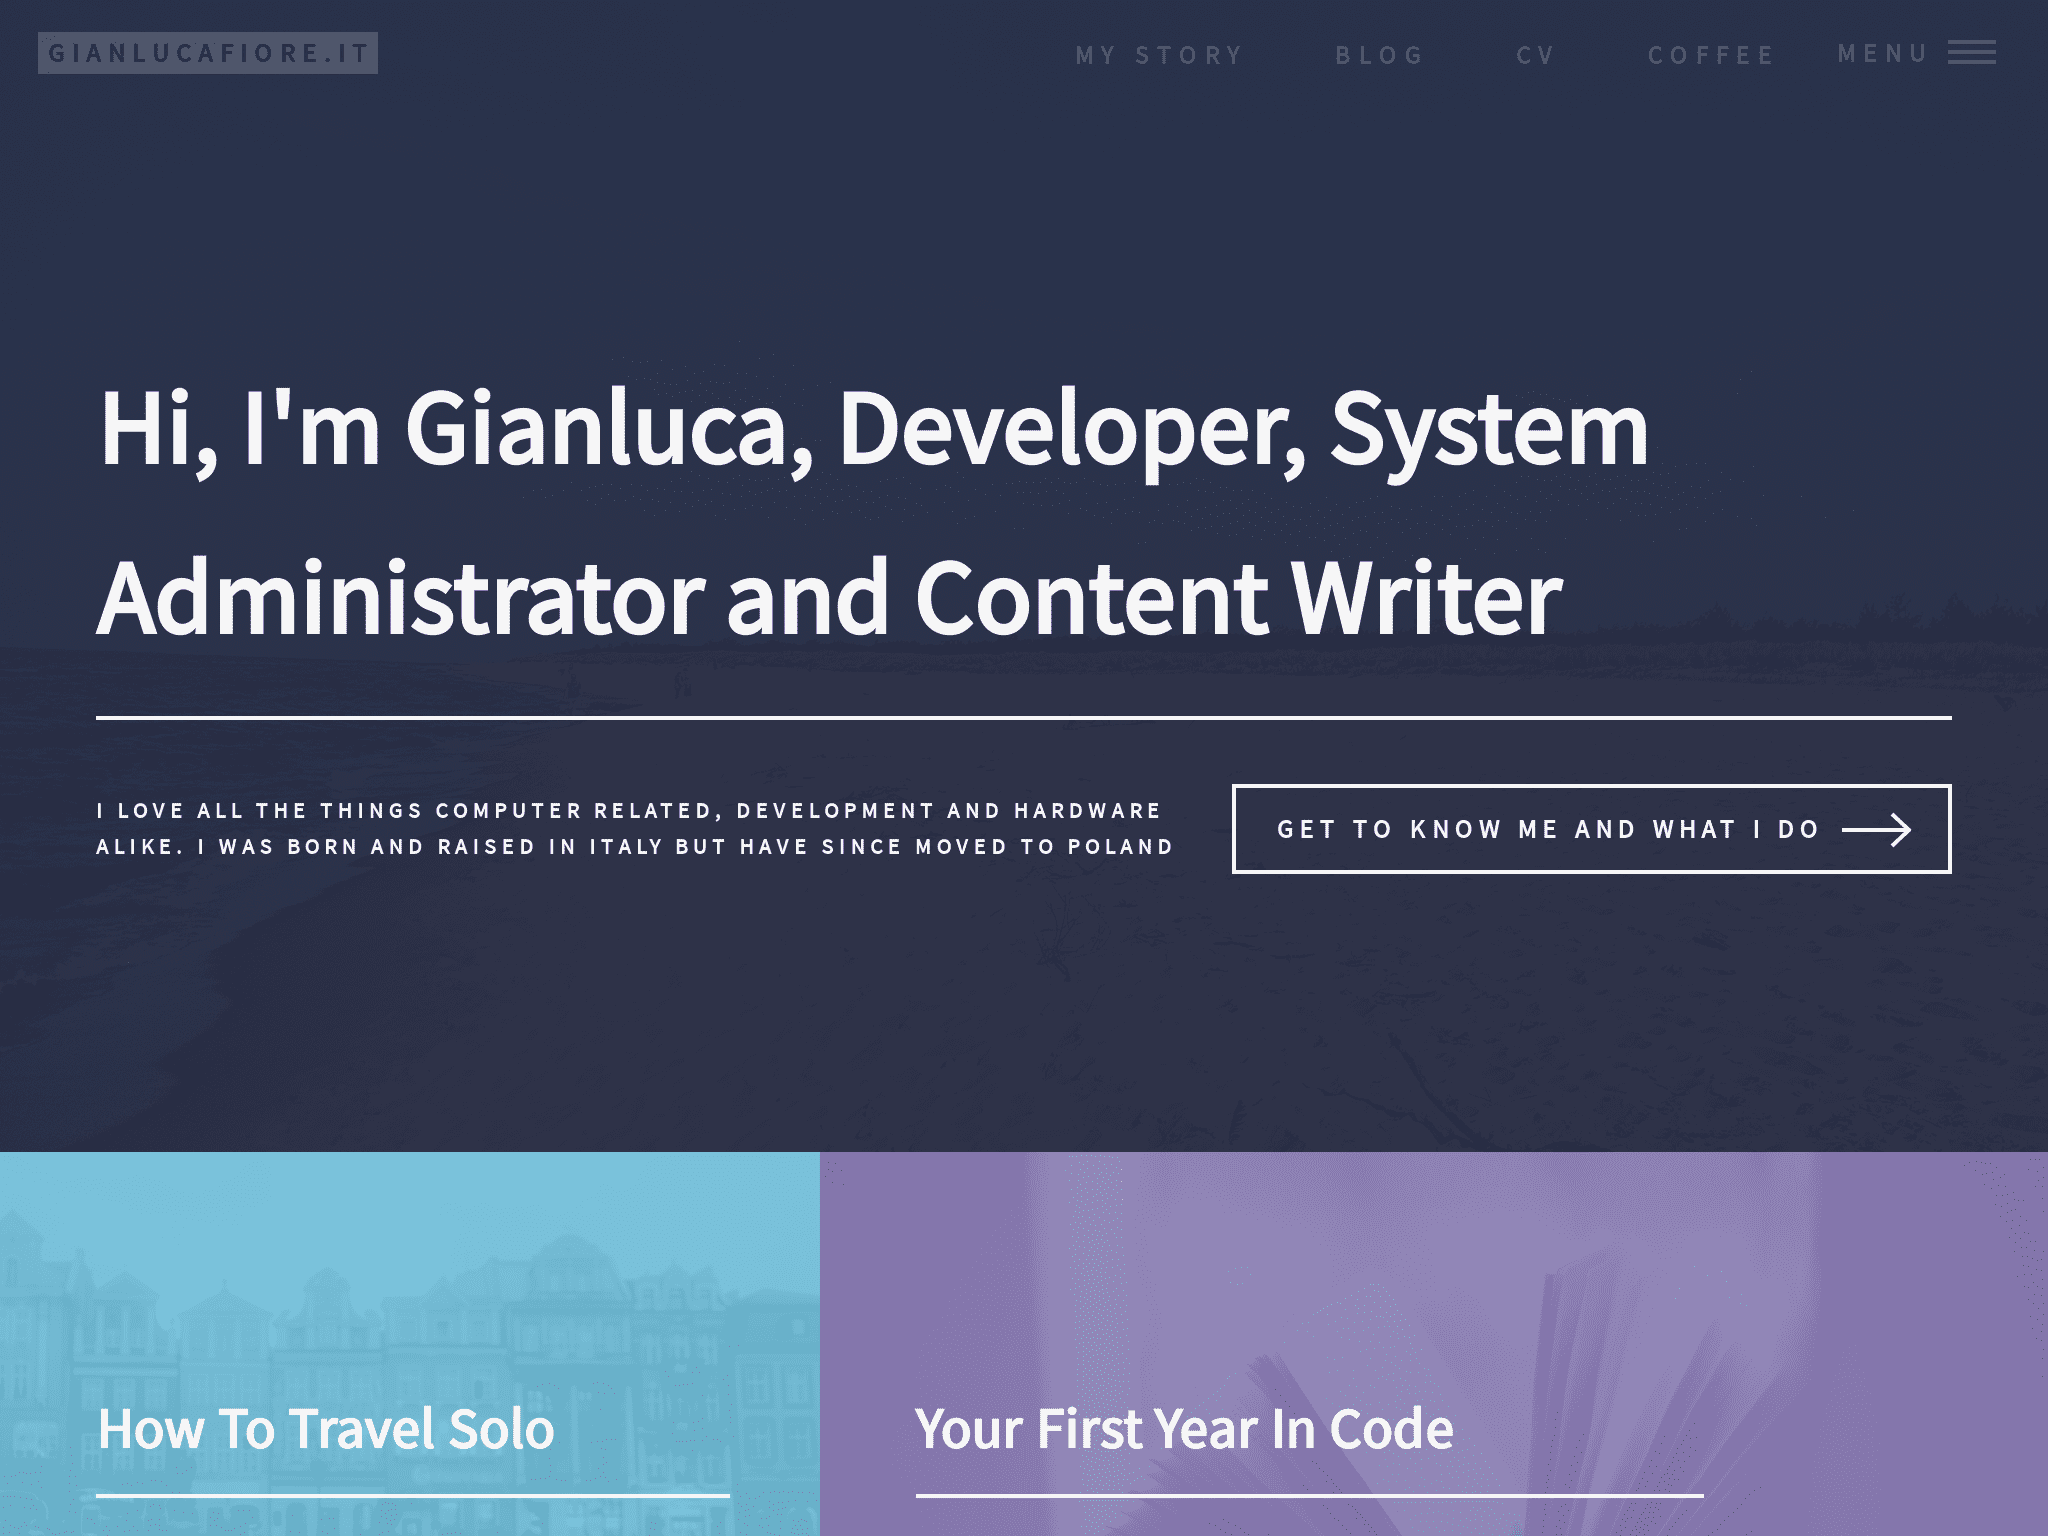 GIANLUCAFIORE.IT
MY STORY BLOG CV COFFEE MENU
Hi, I'm Gianluca, Developer, System
Administrator and Content Writer
I LOVE ALL THE THINGS COMPUTER RELATED, DEVELOPMENT AND HARDWARE
ALIKE. I WAS BORN AND RAISED IN ITALY BUT HAVE SINCE MOVED TO POLAND
GET TO KNOW ME AND WHAT I DO
How To Travel Solo
Your First Year In Code